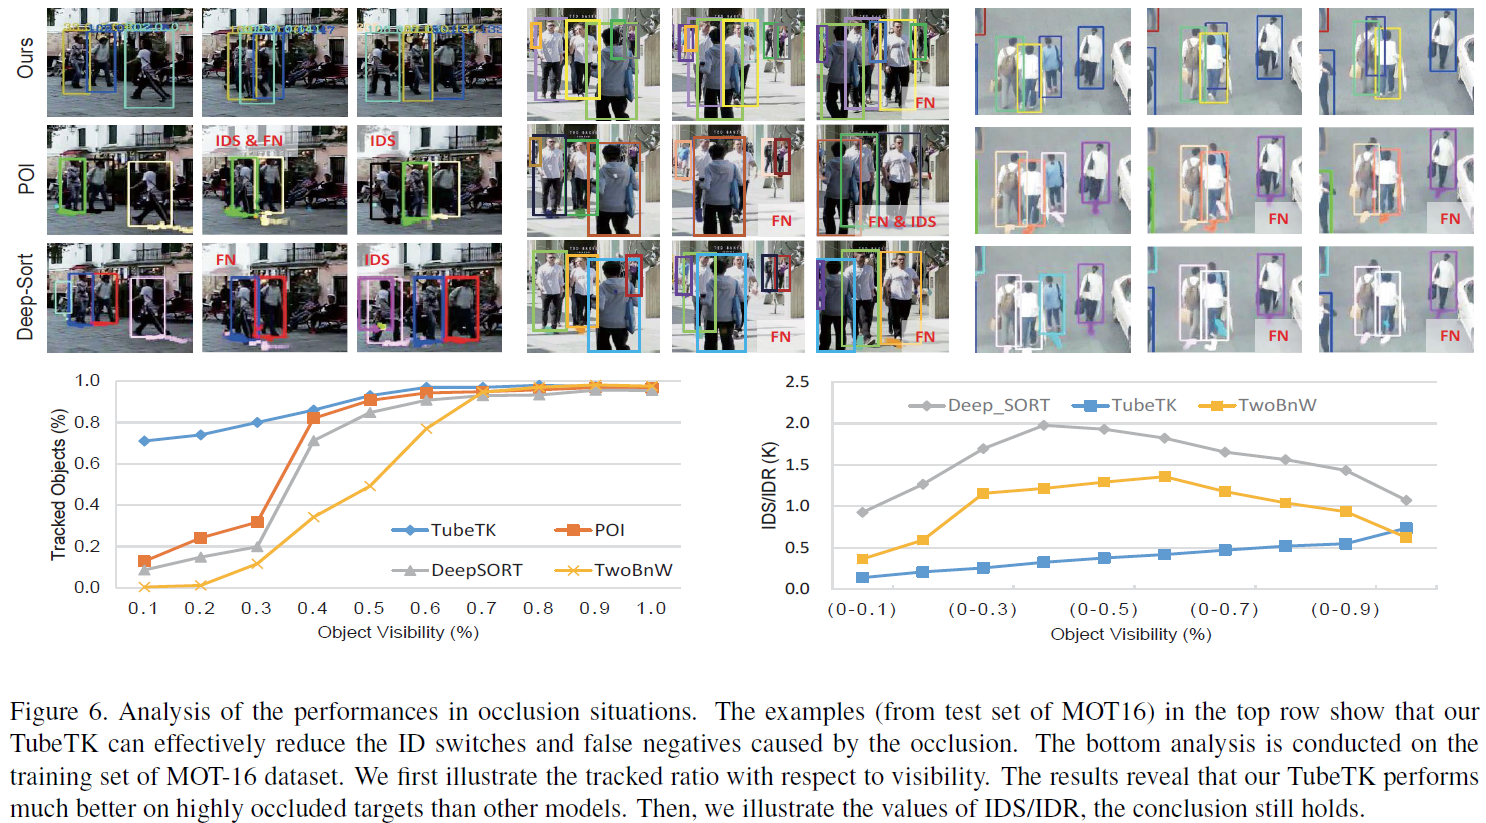 Ours
FN
POI
IDS & FN
IDS
FN
FN & IDS
FN
FN
Deep-Sort
FN
IDS
FN
FN
FN
FN
1.0
0.8
0.6
0.4
0.2
0.0
Tracked Objects (%)
TubeTK
POI
DeepSORT
TwoBnW
0.1 0.2 0.3 0.4 0.5 0.6 0.7 0.8 0.9 1.0
Object Visibility (%)
2.5
2.0
1.5
1.0
0.5
0.0
IDS/IDR (K)
Deep_SORT TubeTK TwoBnW
(0-0.1) (0-0.3) (0-0.5) (0-0.7) (0-0.9)
Object Visibility (%)
Figure 6. Analysis of the performances in occlusion situations. The examples (from test set of MOT16) in the top row show that our
TubeTK can effectively reduce the ID switches and false negatives caused by the occlusion. The bottom analysis is conducted on the
training set of MOT-16 dataset. We first illustrate the tracked ratio with respect to visibility. The results reveal that our TubeTK performs
much better on highly occluded targets than other models. Then, we illustrate the values of IDS/IDR, the conclusion still holds.